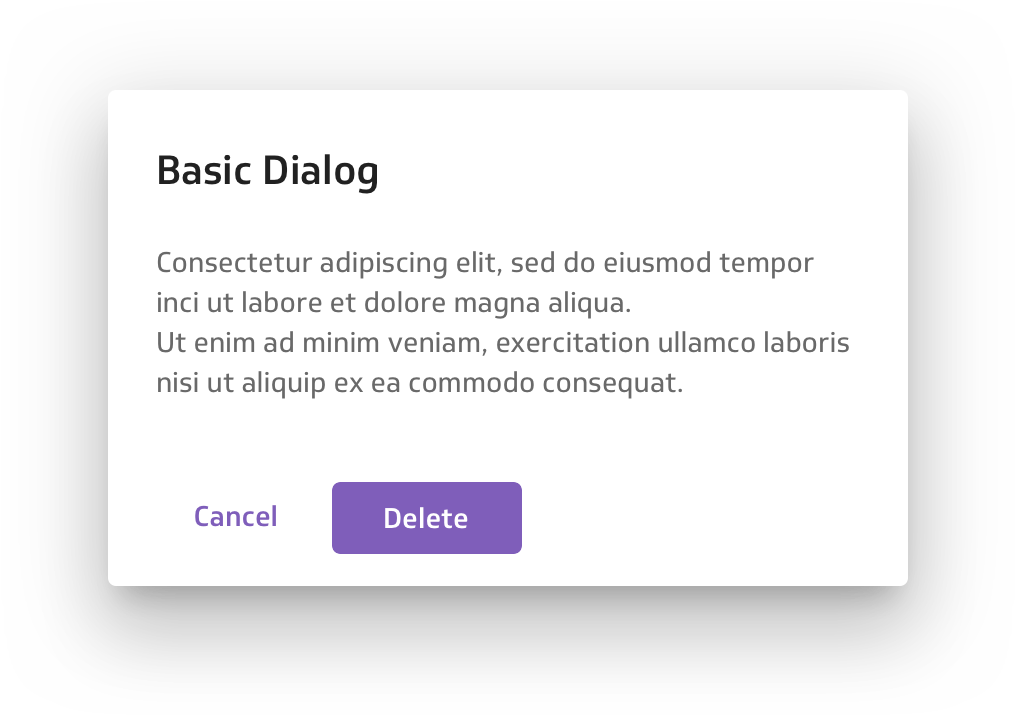 Basic Dialog
Consectetur adipiscing elit, sed do eiusmod tempor
inci ut labore et dolore magna aliqua.
Ut enim ad minim veniam, exercitation ullamco laboris
nisi ut aliquip ex ea commodo consequat.
Cancel Delete